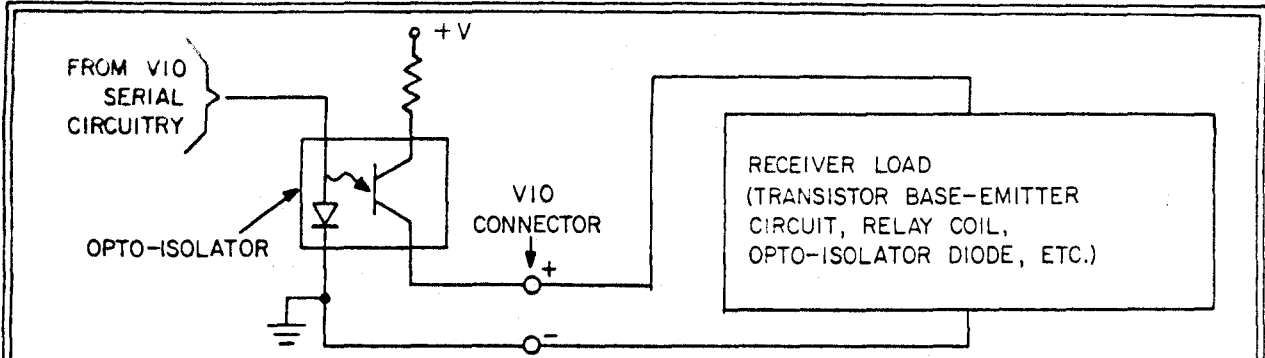 +V
FROM VIO
SERIAL
CIRCUITRY
OPTO-ISOLATOR
VIO
CONNECTOR
+
-
RECEIVER LOAD
(TRANSISTOR BASE-EMITTER
CIRCUIT, RELAY COIL,
OPTO-ISOLATOR DIODE, ETC.)